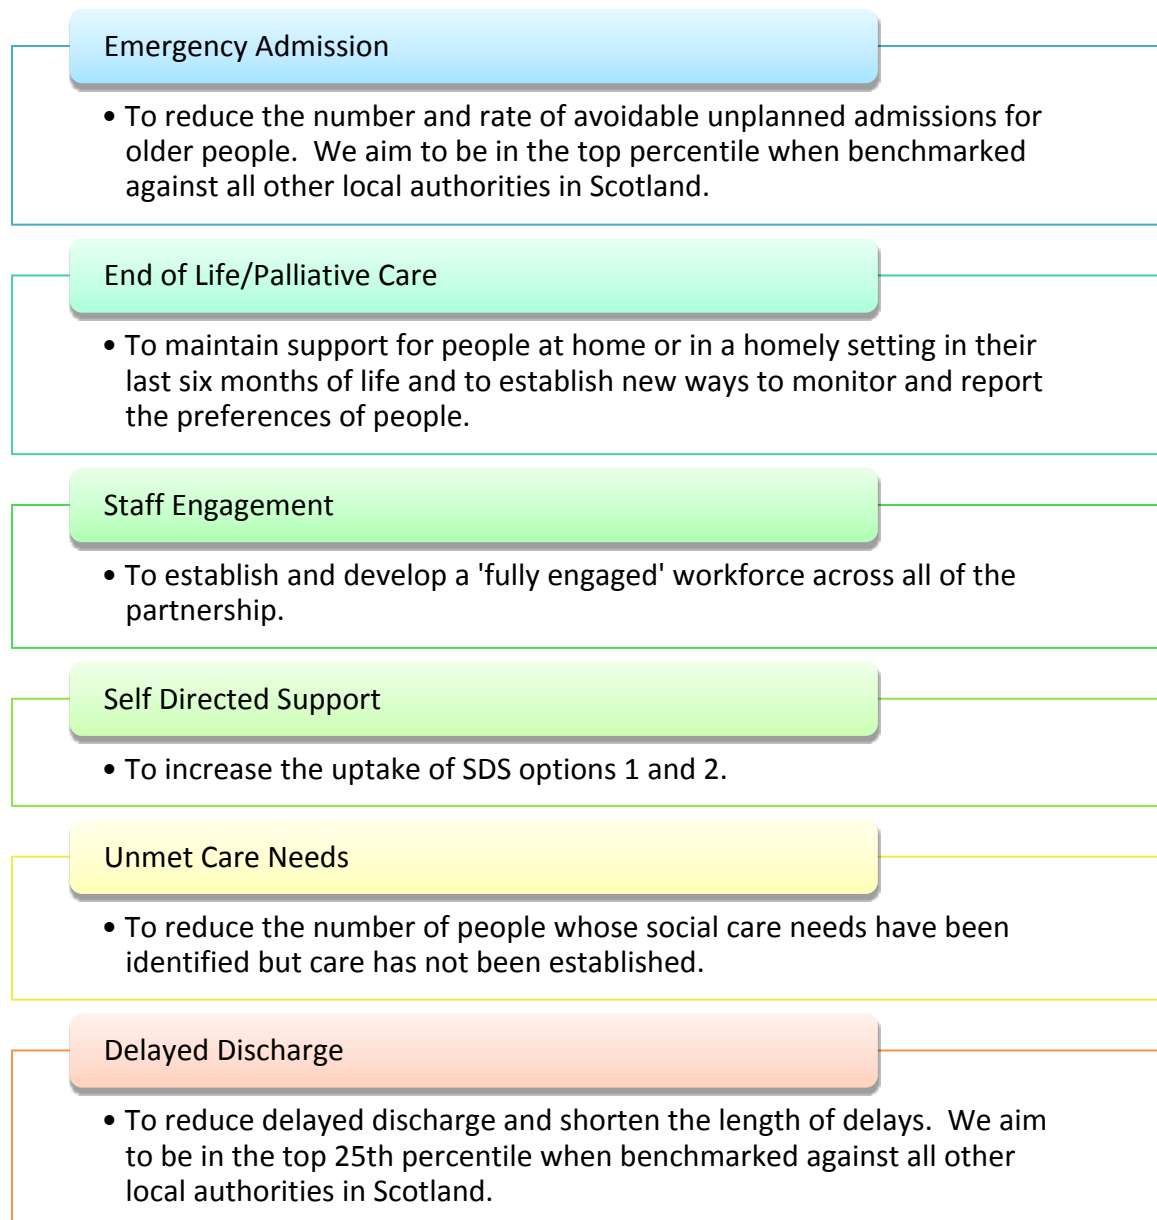 Emergency Admission
• To reduce the number and rate of avoidable unplanned admissions for
older people.  We aim to be in the top percentile when benchmarked
against all other local authorities in Scotland.
End of Life/Palliative Care
• To maintain support for people at home or in a homely setting in their
last six months of life and to establish new ways to monitor and report
the preferences of people.
Staff Engagement
• To establish and develop a 'fully engaged' workforce across all of the
partnership.
Self Directed Support
• To increase the uptake of SDS options 1 and 2.
Unmet Care Needs
• To reduce the number of people whose social care needs have been
identified but care has not been established.
Delayed Discharge
• To reduce delayed discharge and shorten the length of delays.  We aim
to be in the top 25th percentile when benchmarked against all other
local authorities in Scotland.